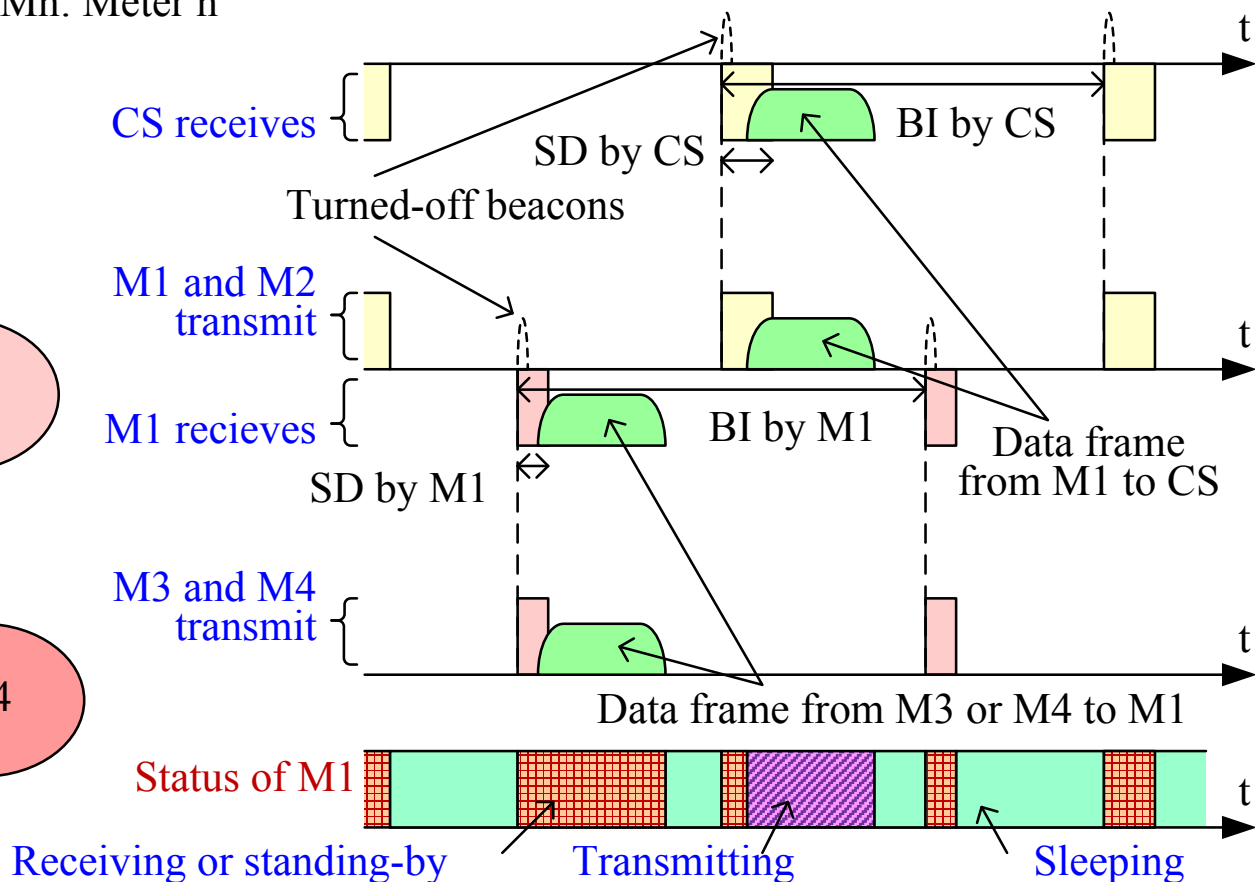 Mn: Meter n
t
CS receives
BI by CS
SD by CS
Turned-off beacons
M1 and M2
transmit
t
M1 recieves
BI by M1
Data frame
from M1 to CS
SD by M1
M3 and M4
transmit
t
4
Data frame from M3 or M4 to M1
Status of M1
t
Receiving or standing-by
Transmitting
Sleeping